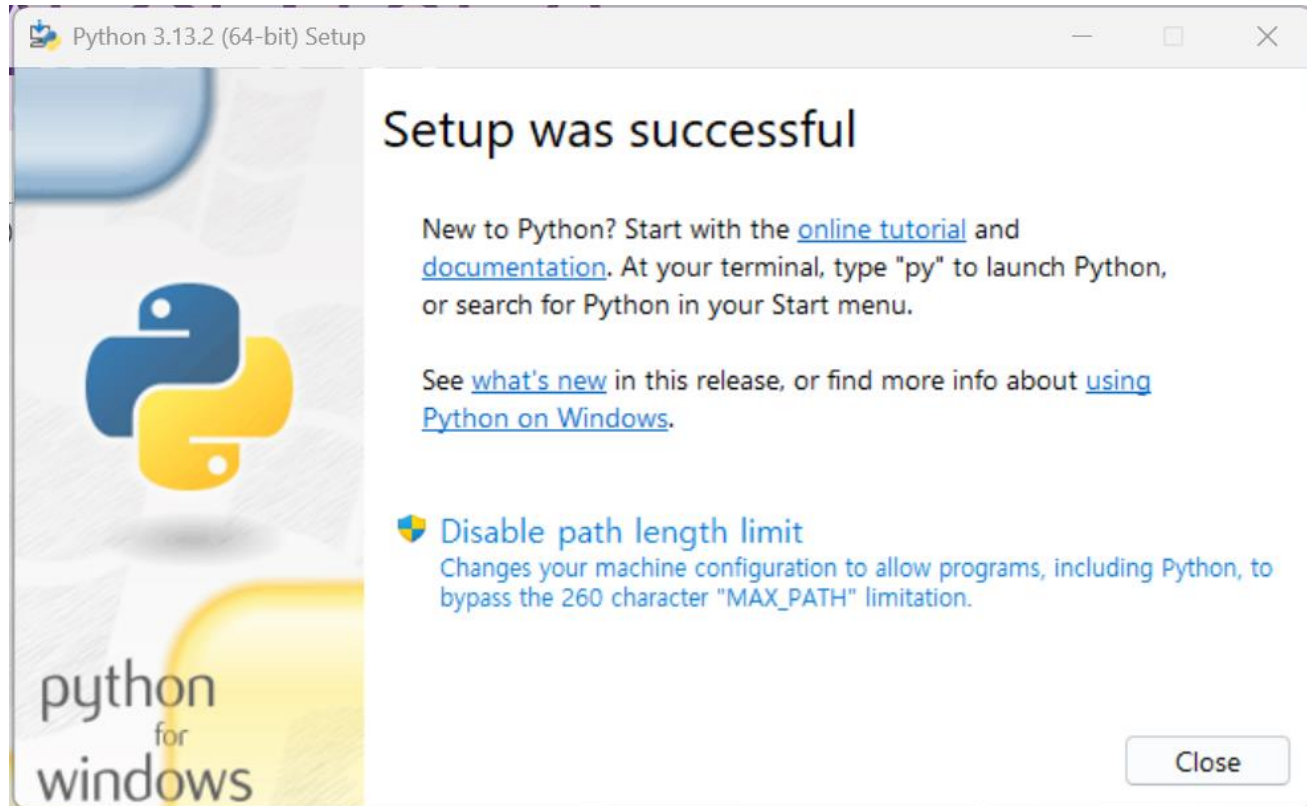 Python 3.13.2 (64-bit) Setup
Setup was successful
New to Python? Start with the online tutorial and
documentation. At your terminal, type "py" to launch Python,
or search for Python in your Start menu.
See what's new in this release, or find more info about using
Python on Windows.
Disable path length limit
Changes your machine configuration to allow programs, including Python, to
bypass the 260 character "MAX_PATH" limitation.
python
for
windows
Close